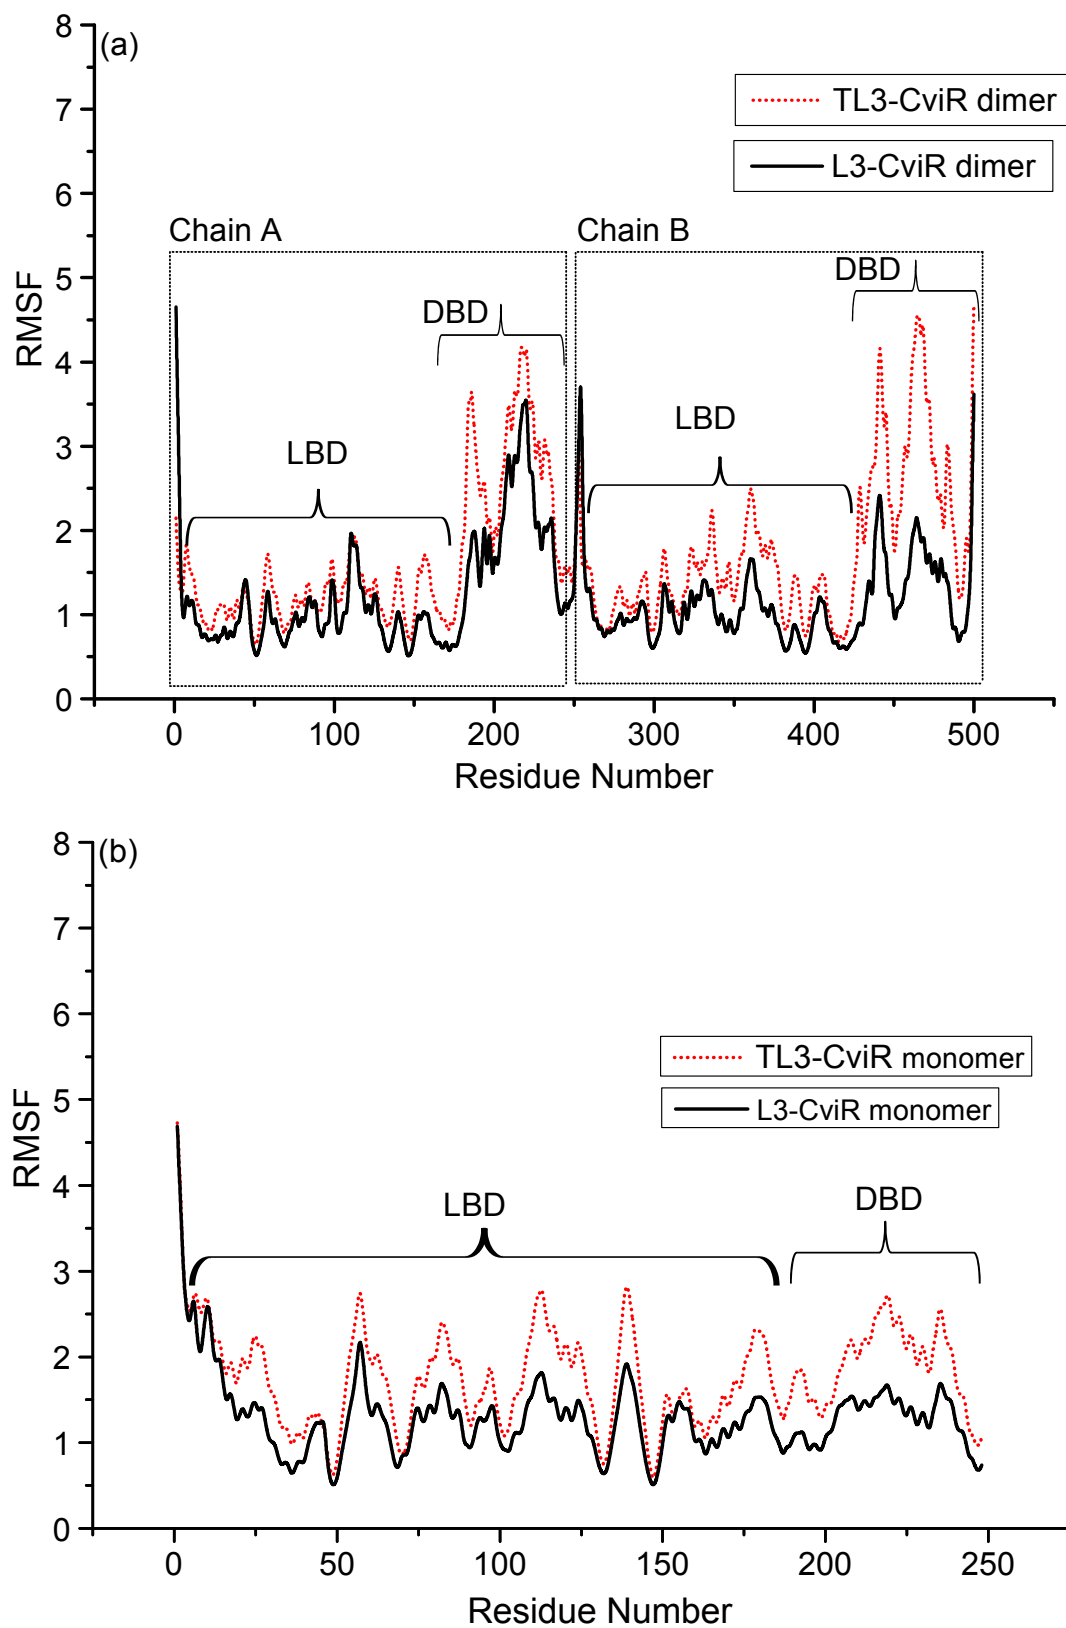 (a)
8
7
6
5
4
3
2
1
0
RMSF
TL3-CviR dimer
L3-CviR dimer
Chain A
Chain B
DBD
DBD
LBD
LBD
0 100 200 300 400 500
Residue Number
(b)
8
7
6
5
4
3
2
1
0
RMSF
TL3-CviR monomer
L3-CviR monomer
LBD
DBD
0 50 100 150 200 250
Residue Number